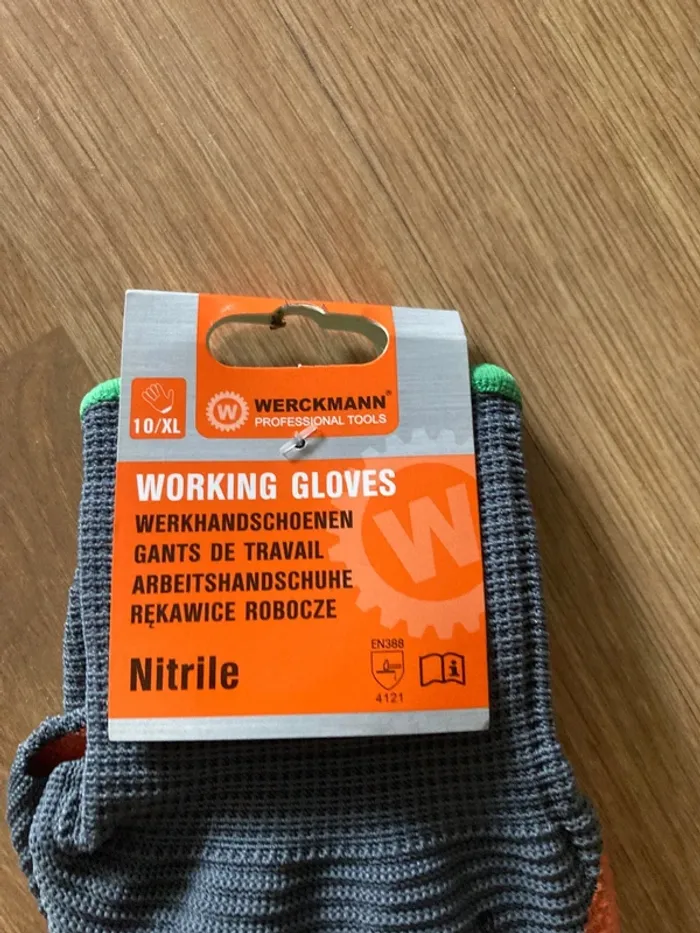 10/XL
W
WERCKMANN®
PROFESSIONAL TOOLS
WORKING GLOVES
WERKHANDSCHOENEN
GANTS DE TRAVAIL
ARBEITSHANDSCHUHE
RĘKAWICE ROBOCZE
W
Nitrile
EN388
4121
i